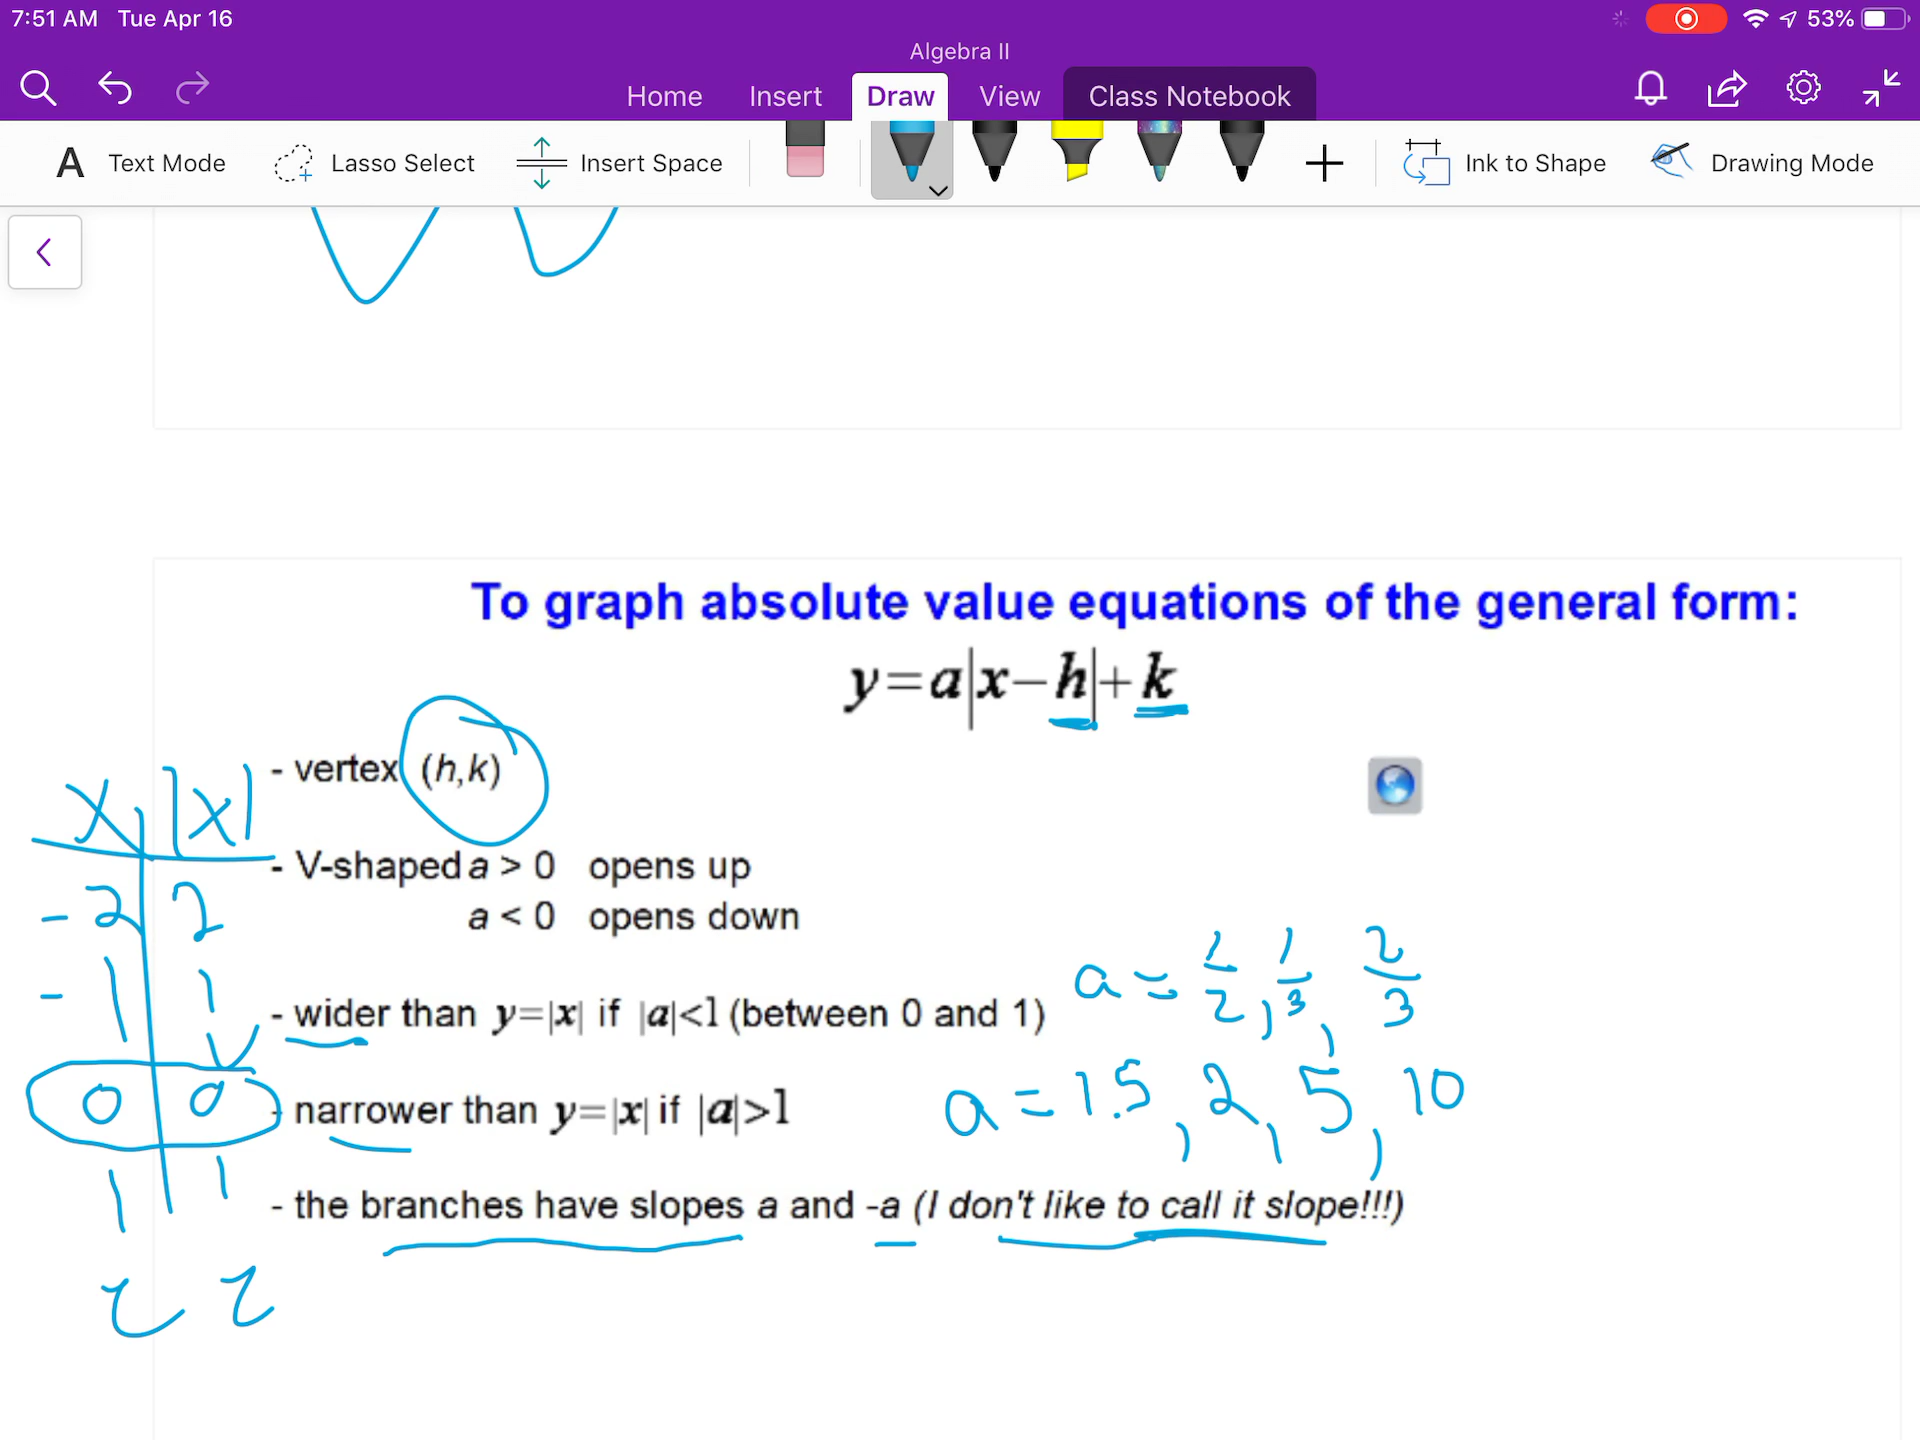 7:51 AM Tue Apr 16 53%
Algebra II
Home Insert Draw View Class Notebook
A Text Mode Lasso Select Insert Space Ink to Shape Drawing Mode
To graph absolute value equations of the general form:
y=a|x−h|+k
- vertex (h,k)
x |x|
- V-shaped a > 0 opens up
-2 2
a < 0 opens down
a = 1/2, 1/3, 2/3
-1 1
- wider than y=|x| if |a|<1 (between 0 and 1)
0 0
- narrower than y=|x| if |a|>1
a = 1.5, 2, 5, 10
1 1
- the branches have slopes a and -a (I don't like to call it slope!!!)
2 2